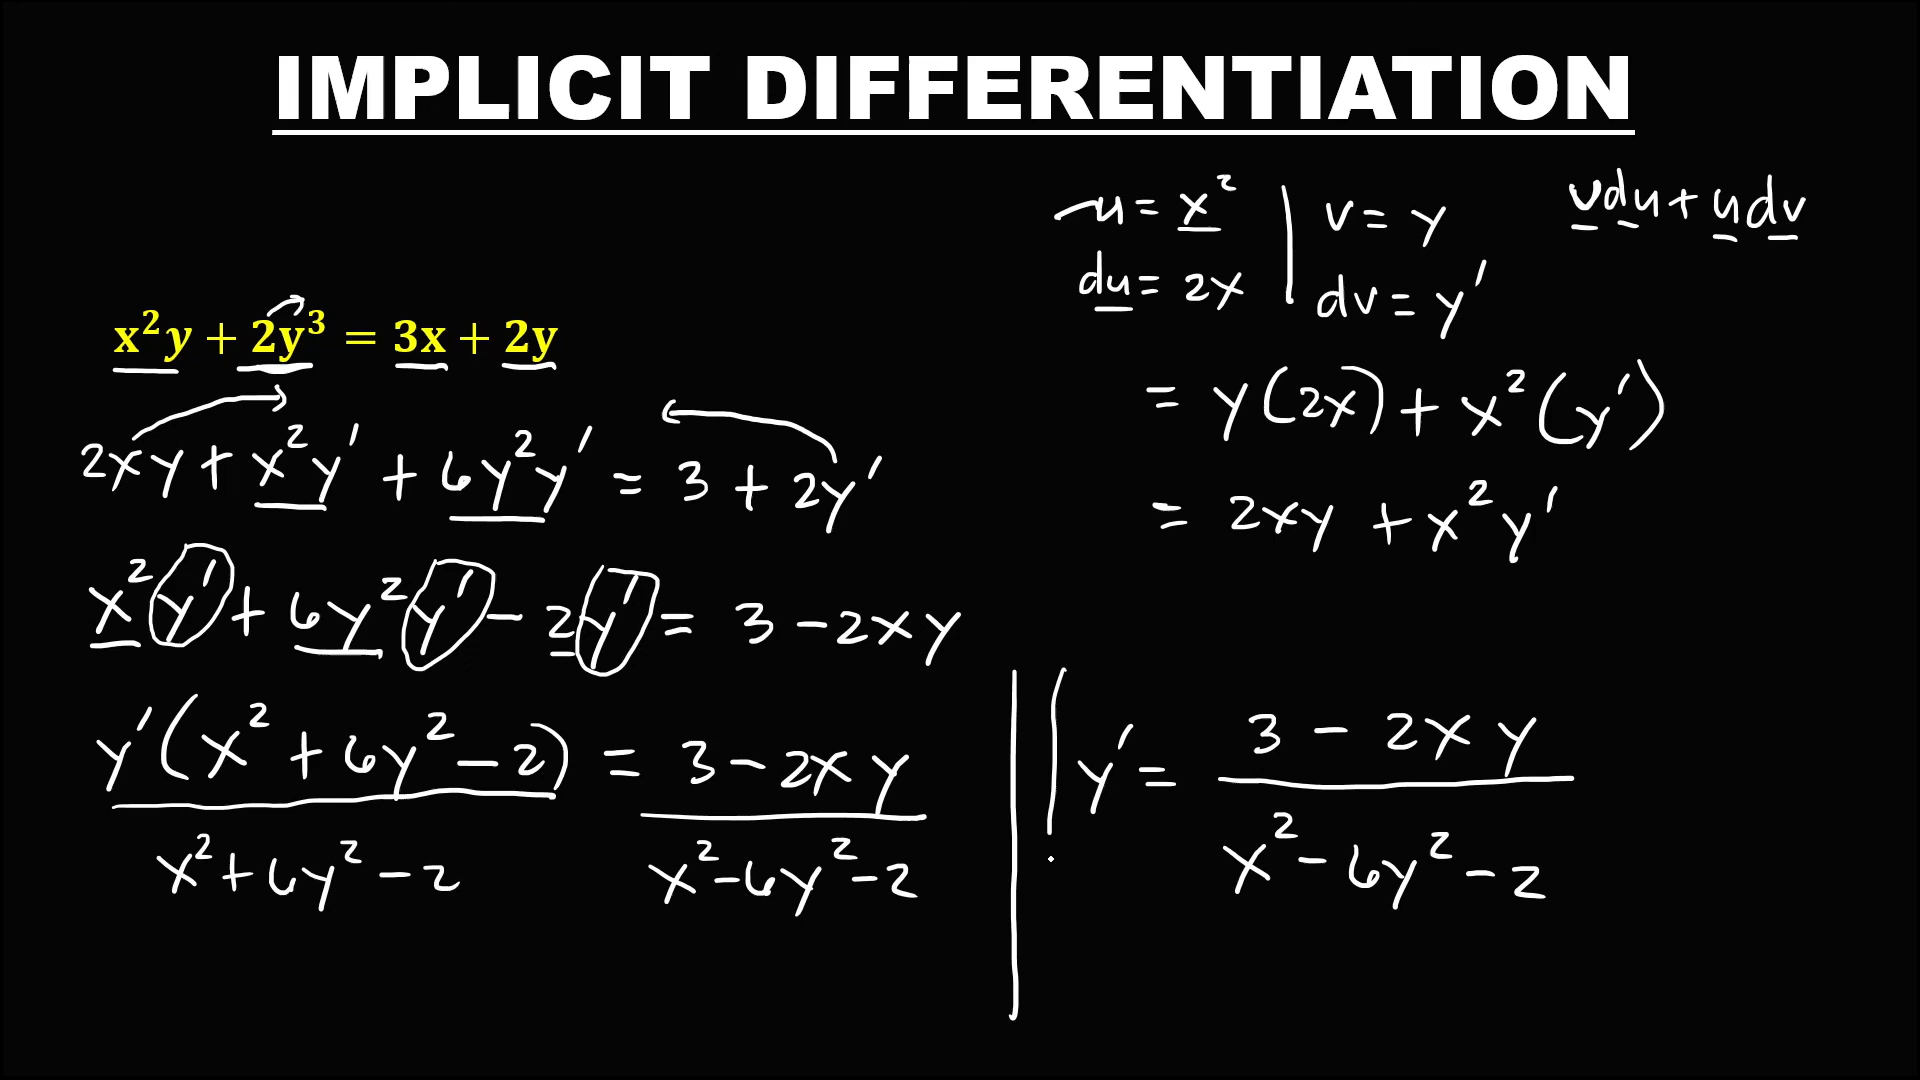 IMPLICIT DIFFERENTIATION
u = x² | v = y
vdu + udv
du = 2x | dv = y'
x²y + 2y³ = 3x + 2y
= y(2x) + x²(y')
2xy + x²y' + 6y²y' = 3 + 2y'
= 2xy + x²y'
x²y' + 6y²y' - 2y' = 3 - 2xy
y'(x² + 6y² - 2) = 3 - 2xy
x² + 6y² - 2    x² - 6y² - 2
y' = 3 - 2xy
x² - 6y² - 2